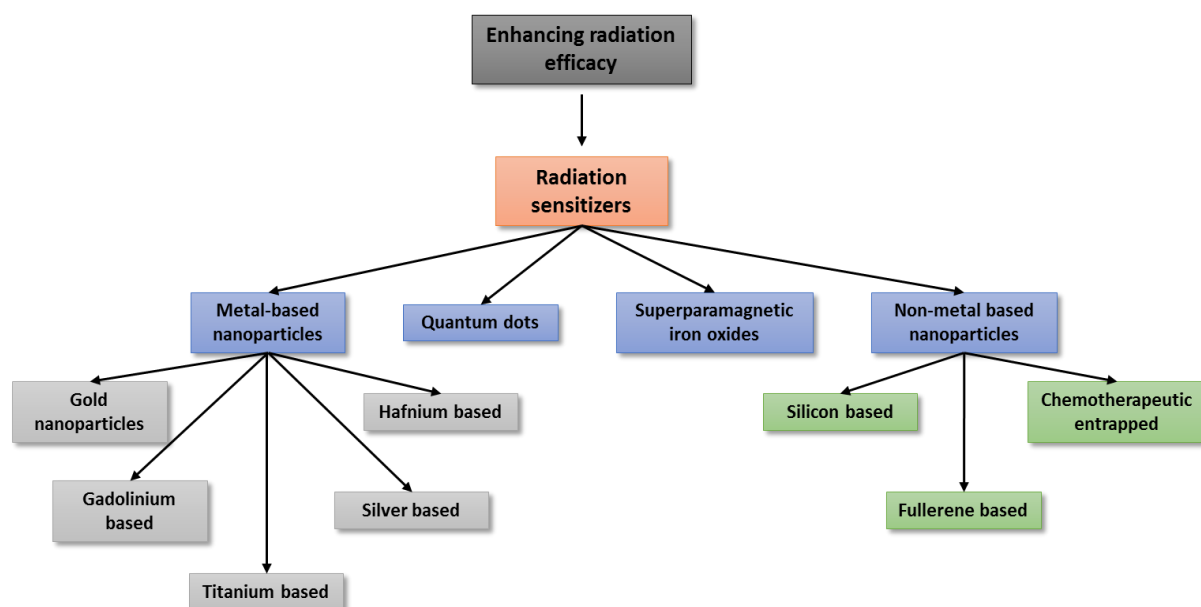 Enhancing radiation
efficacy
Radiation
sensitizers
Metal-based
nanoparticles
Quantum dots
Superparamagnetic
iron oxides
Non-metal based
nanoparticles
Gold
nanoparticles
Hafnium based
Silicon based
Chemotherapeutic
entrapped
Gadolinium
based
Silver based
Fullerene based
Titanium based